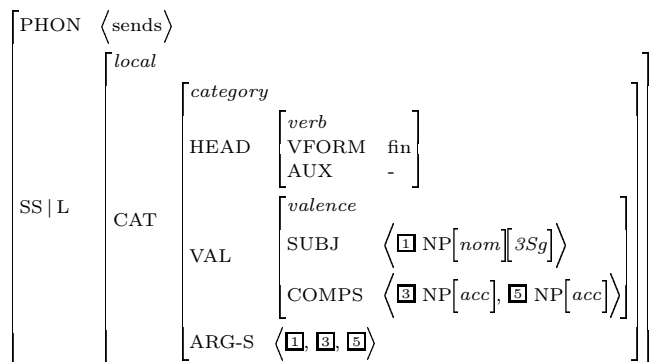 PHON ⟨sends⟩
local
category
verb
HEAD VFORM fin
AUX -
SS | L
CAT
valence
SUBJ ⟨[1] NP[nom][3Sg]⟩
VAL
COMPS ⟨[3] NP[acc], [5] NP[acc]⟩
ARG-S ⟨[1], [3], [5]⟩